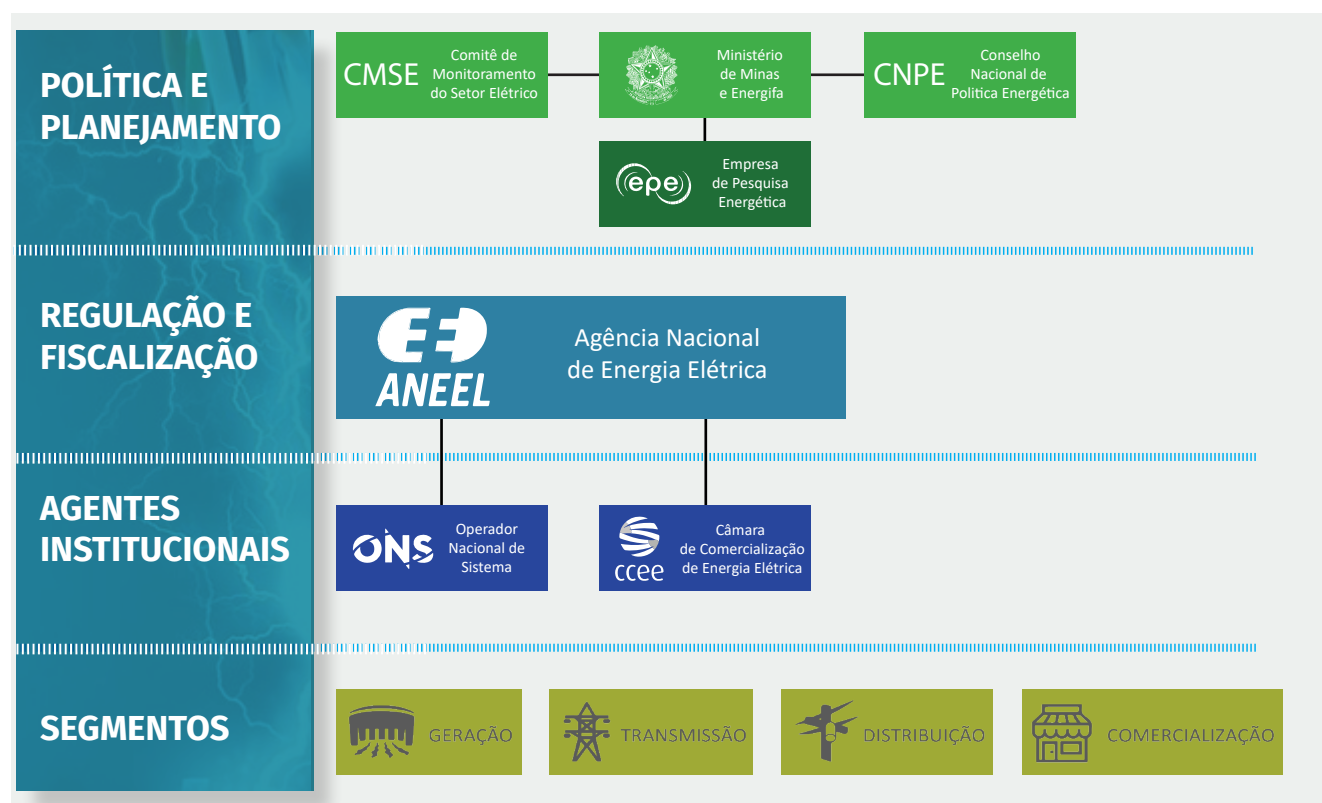 POLÍTICA E
PLANEJAMENTO
CMSE
Comitê de
Monitoramento
do Setor Elétrico
Ministério
de Minas
e Energifa
CNPE
Conselho
Nacional de
Politica Energética
epe
Empresa
de Pesquisa
Energética
REGULAÇÃO E
FISCALIZAÇÃO
ANEEL
Agência Nacional
de Energia Elétrica
AGENTES
INSTITUCIONAIS
ONS
Operador
Nacional de
Sistema
ccee
Câmara
de Comercialização
de Energia Elétrica
SEGMENTOS
GERAÇÃO
TRANSMISSÃO
DISTRIBUIÇÃO
COMERCIALIZAÇÃO